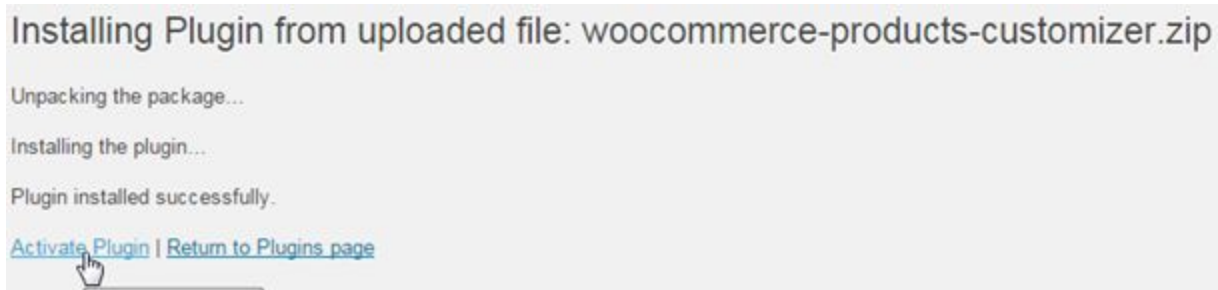 Installing Plugin from uploaded file: woocommerce-products-customizer.zip
Unpacking the package...
Installing the plugin...
Plugin installed successfully.
Activate Plugin | Return to Plugins page